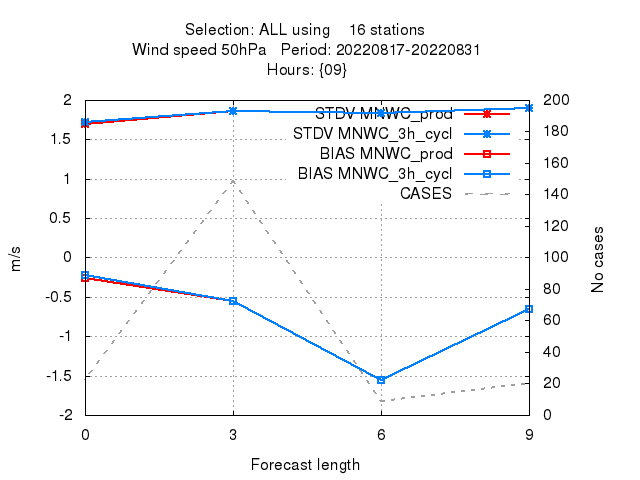 Selection: ALL using    16 stations
Wind speed 50hPa   Period: 20220817-20220831
Hours: {09}
STDV MNWC_prod
STDV MNWC_3h_cycl
BIAS MNWC_prod
BIAS MNWC_3h_cycl
CASES
2
1.5
1
0.5
0
-0.5
-1
-1.5
-2
200
180
160
140
120
100
80
60
40
20
0
m/s
No cases
0 3 6 9
Forecast length